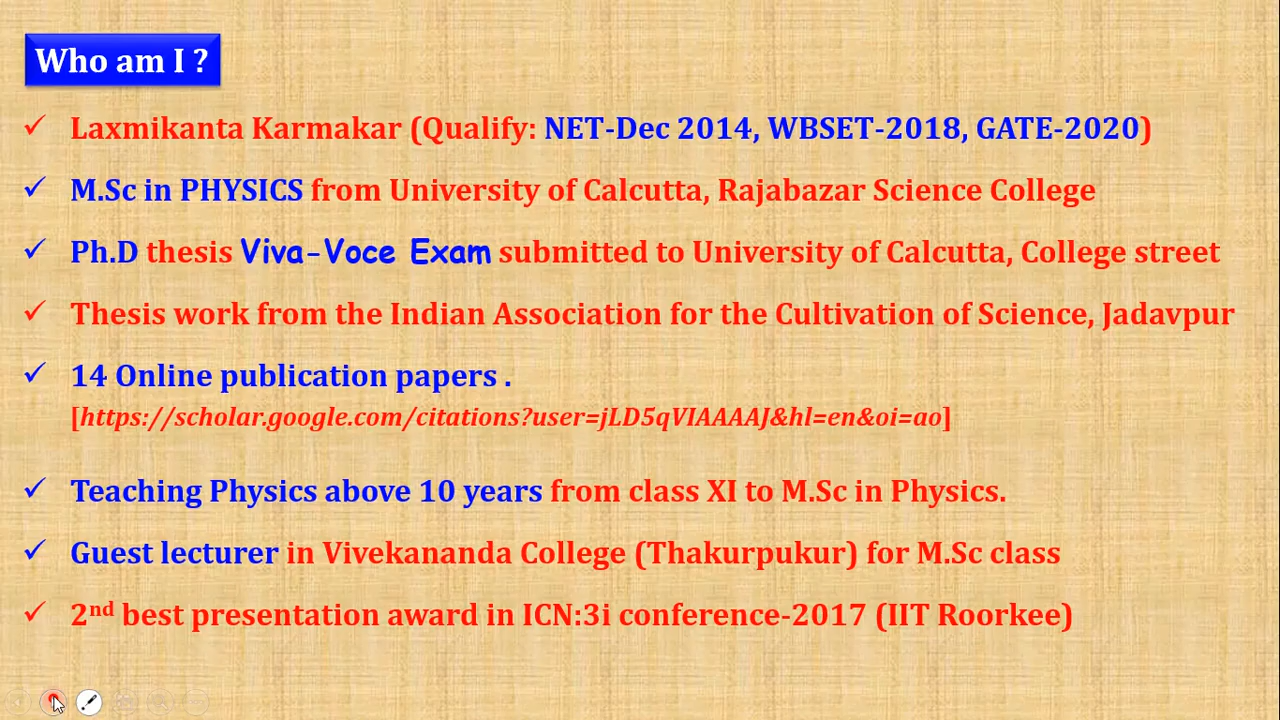 Who am I ?
✓ Laxmikanta Karmakar (Qualify: NET-Dec 2014, WBSET-2018, GATE-2020)
✓ M.Sc in PHYSICS from University of Calcutta, Rajabazar Science College
✓ Ph.D thesis Viva-Voce Exam submitted to University of Calcutta, College street
✓ Thesis work from the Indian Association for the Cultivation of Science, Jadavpur
✓ 14 Online publication papers .
[https://scholar.google.com/citations?user=jLD5qVIAAAAJ&hl=en&oi=ao]
✓ Teaching Physics above 10 years from class XI to M.Sc in Physics.
✓ Guest lecturer in Vivekananda College (Thakurpukur) for M.Sc class
✓ 2nd best presentation award in ICN:3i conference-2017 (IIT Roorkee)